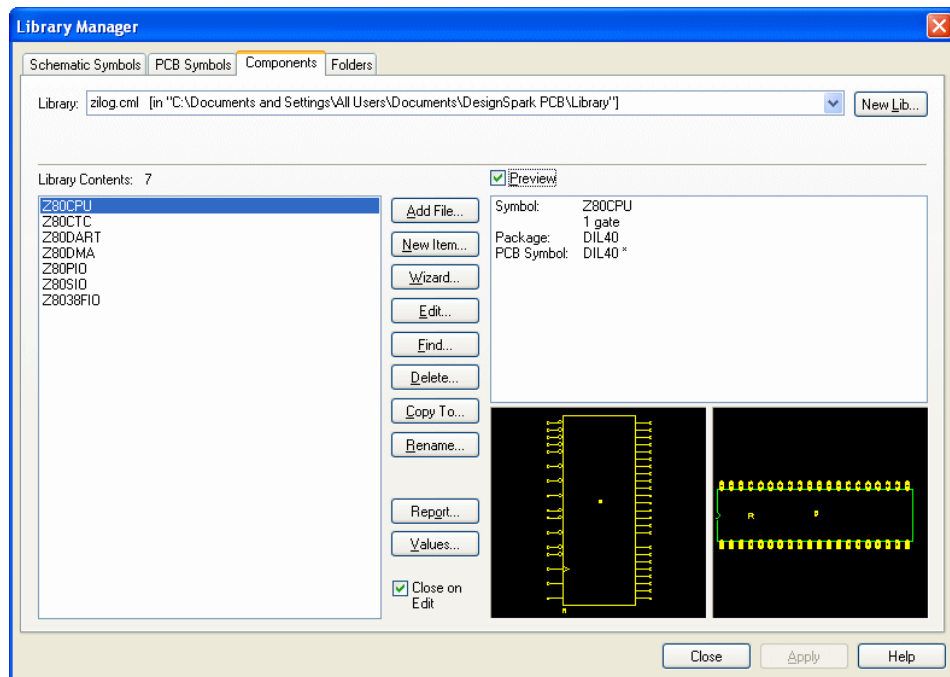 Library Manager
Schematic Symbols PCB Symbols Components Folders
Library: zilog.cml [in "C:\Documents and Settings\All Users\Documents\DesignSpark PCB\Library"] New Lib...
Library Contents: 7
Preview
Z80CPU
Z80CTC
Z80DART
Z80DMA
Z80PIO
Z80SIO
Z8038FIO
Add File...
New Item...
Wizard...
Edit...
Find...
Delete...
Copy To...
Rename...
Report...
Values...
Close on
Edit
Symbol: Z80CPU
1 gate
Package: DIL40
PCB Symbol: DIL40 *
R
Close Apply Help